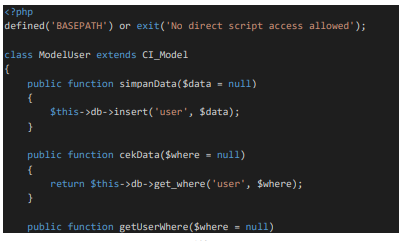 <?php
defined('BASEPATH') or exit('No direct script access allowed');
class ModelUser extends CI_Model
{
public function simpanData($data = null)
{
$this->db->insert('user', $data);
}
public function cekData($where = null)
{
return $this->db->get_where('user', $where);
}
public function getUserWhere($where = null)